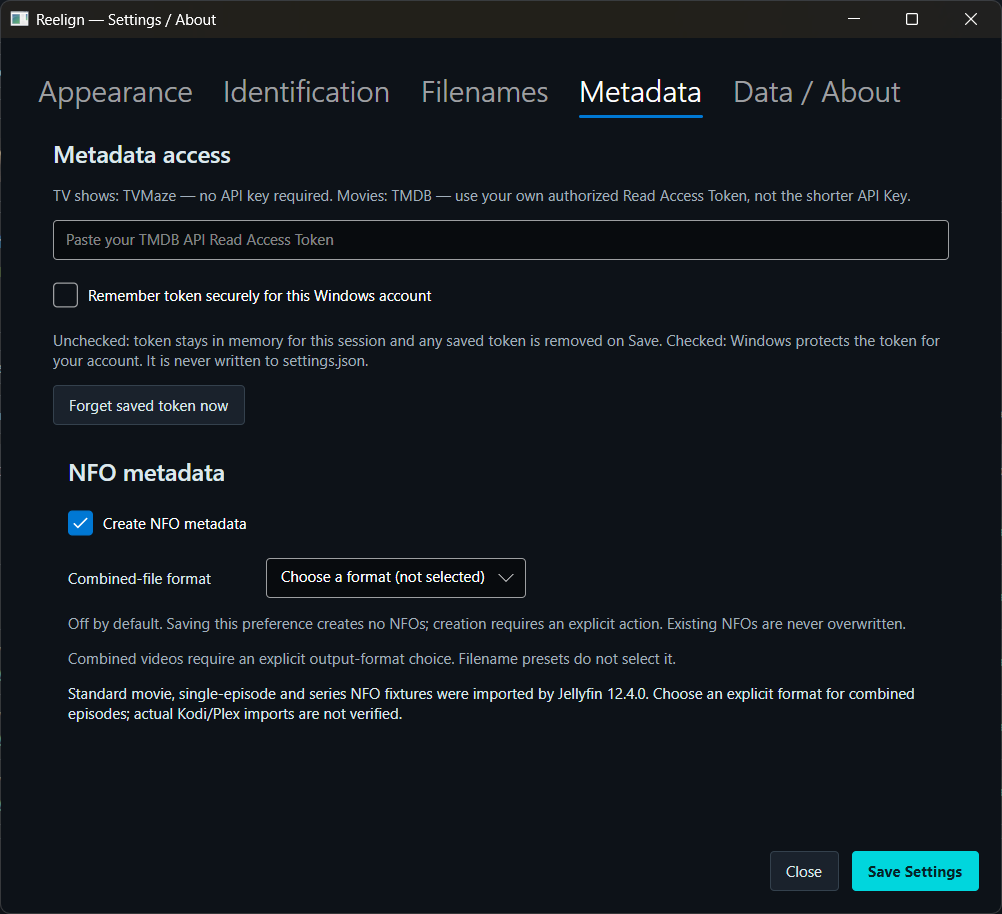 Reelign — Settings / About
Appearance Identification Filenames Metadata Data / About
Metadata access
TV shows: TVMaze — no API key required. Movies: TMDB — use your own authorized Read Access Token, not the shorter API Key.
Paste your TMDB API Read Access Token
Remember token securely for this Windows account
Unchecked: token stays in memory for this session and any saved token is removed on Save. Checked: Windows protects the token for
your account. It is never written to settings.json.
Forget saved token now
NFO metadata
Create NFO metadata
Combined-file format Choose a format (not selected)
Off by default. Saving this preference creates no NFOs; creation requires an explicit action. Existing NFOs are never overwritten.
Combined videos require an explicit output-format choice. Filename presets do not select it.
Standard movie, single-episode and series NFO fixtures were imported by Jellyfin 12.4.0. Choose an explicit format for combined
episodes; actual Kodi/Plex imports are not verified.
Close Save Settings